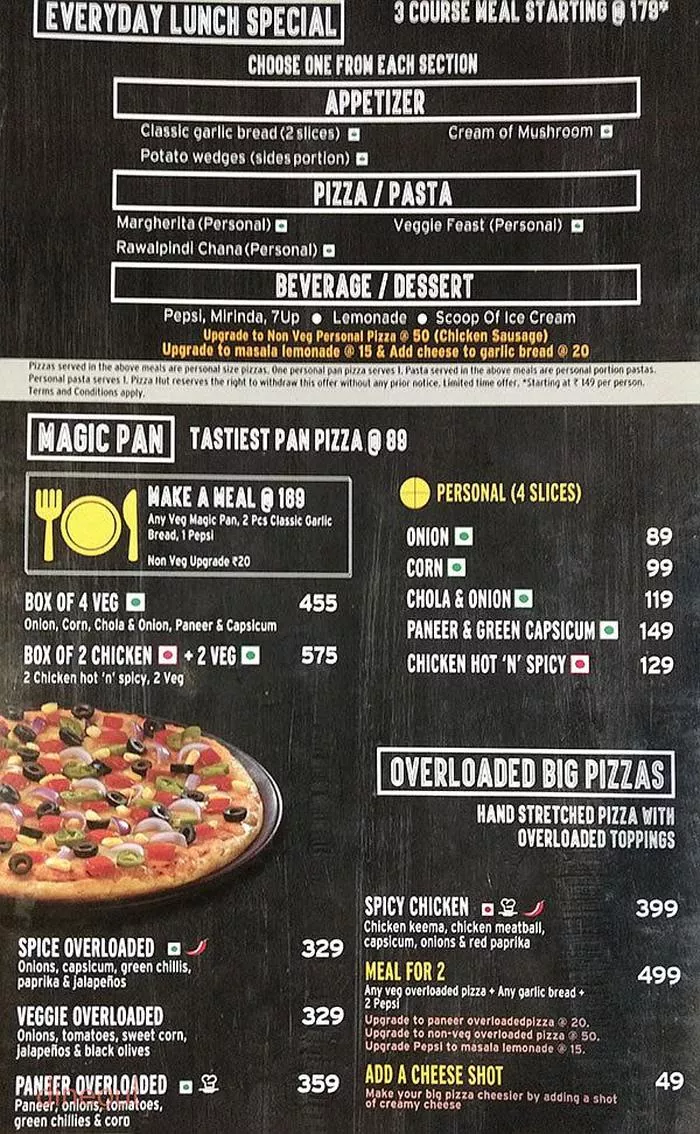 EVERYDAY LUNCH SPECIAL
3 COURSE MEAL STARTING @ 179*
CHOOSE ONE FROM EACH SECTION
APPETIZER
Classic garlic bread (2 slices)
Cream of Mushroom
Potato wedges (sides portion)
PIZZA / PASTA
Margherita (Personal)
Veggie Feast (Personal)
Rawalpindi Chana (Personal)
BEVERAGE / DESSERT
Pepsi, Mirinda, 7Up ● Lemonade ● Scoop Of Ice Cream
Upgrade to Non Veg Personal Pizza @ 50 (Chicken Sausage)
Upgrade to masala lemonade @ 15 & Add cheese to garlic bread @ 20
Pizzas served in the above meals are personal size pizzas. One personal pan pizza serves 1. Pasta served in the above meals are personal portion pastas.
Personal pasta serves 1. Pizza Hut reserves the right to withdraw this offer without any prior notice. Limited time offer. *Starting at ₹ 149 per person.
Terms and Conditions apply.
MAGIC PAN
TASTIEST PAN PIZZA @ 89
MAKE A MEAL @ 169
Any Veg Magic Pan, 2 Pcs Classic Garlic
Bread, 1 Pepsi
Non Veg Upgrade ₹20
BOX OF 4 VEG 455
Onion, Corn, Chola & Onion, Paneer & Capsicum
BOX OF 2 CHICKEN + 2 VEG 575
2 Chicken hot 'n' spicy, 2 Veg
PERSONAL (4 SLICES)
ONION 89
CORN 99
CHOLA & ONION 119
PANEER & GREEN CAPSICUM 149
CHICKEN HOT 'N' SPICY 129
OVERLOADED BIG PIZZAS
HAND STRETCHED PIZZA WITH
OVERLOADED TOPPINGS
SPICE OVERLOADED 329
Onions, capsicum, green chillis,
paprika & jalapeños
VEGGIE OVERLOADED 329
Onions, tomatoes, sweet corn,
jalapeños & black olives
PANEER OVERLOADED 359
Paneer, onions, tomatoes,
green chillies & corn
SPICY CHICKEN 399
Chicken keema, chicken meatball,
capsicum, onions & red paprika
MEAL FOR 2 499
Any veg overloaded pizza + Any garlic bread +
2 Pepsi
Upgrade to paneer overloadedpizza @ 20.
Upgrade to non-veg overloaded pizza @ 50.
Upgrade Pepsi to masala lemonade @ 15.
ADD A CHEESE SHOT 49
Make your big pizza cheesier by adding a shot
of creamy cheese